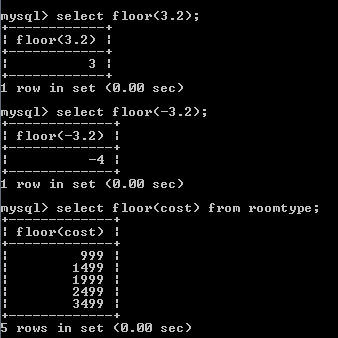 mysql> select floor(3.2);
+------------+
¦ floor(3.2) ¦
+------------+
¦          3 ¦
+------------+
1 row in set (0.00 sec)
mysql> select floor(-3.2);
+-------------+
¦ floor(-3.2) ¦
+-------------+
¦          -4 ¦
+-------------+
1 row in set (0.00 sec)
mysql> select floor(cost) from roomtype;
+-------------+
¦ floor(cost) ¦
+-------------+
¦         999 ¦
¦        1499 ¦
¦        1999 ¦
¦        2499 ¦
¦        3499 ¦
+-------------+
5 rows in set (0.00 sec)